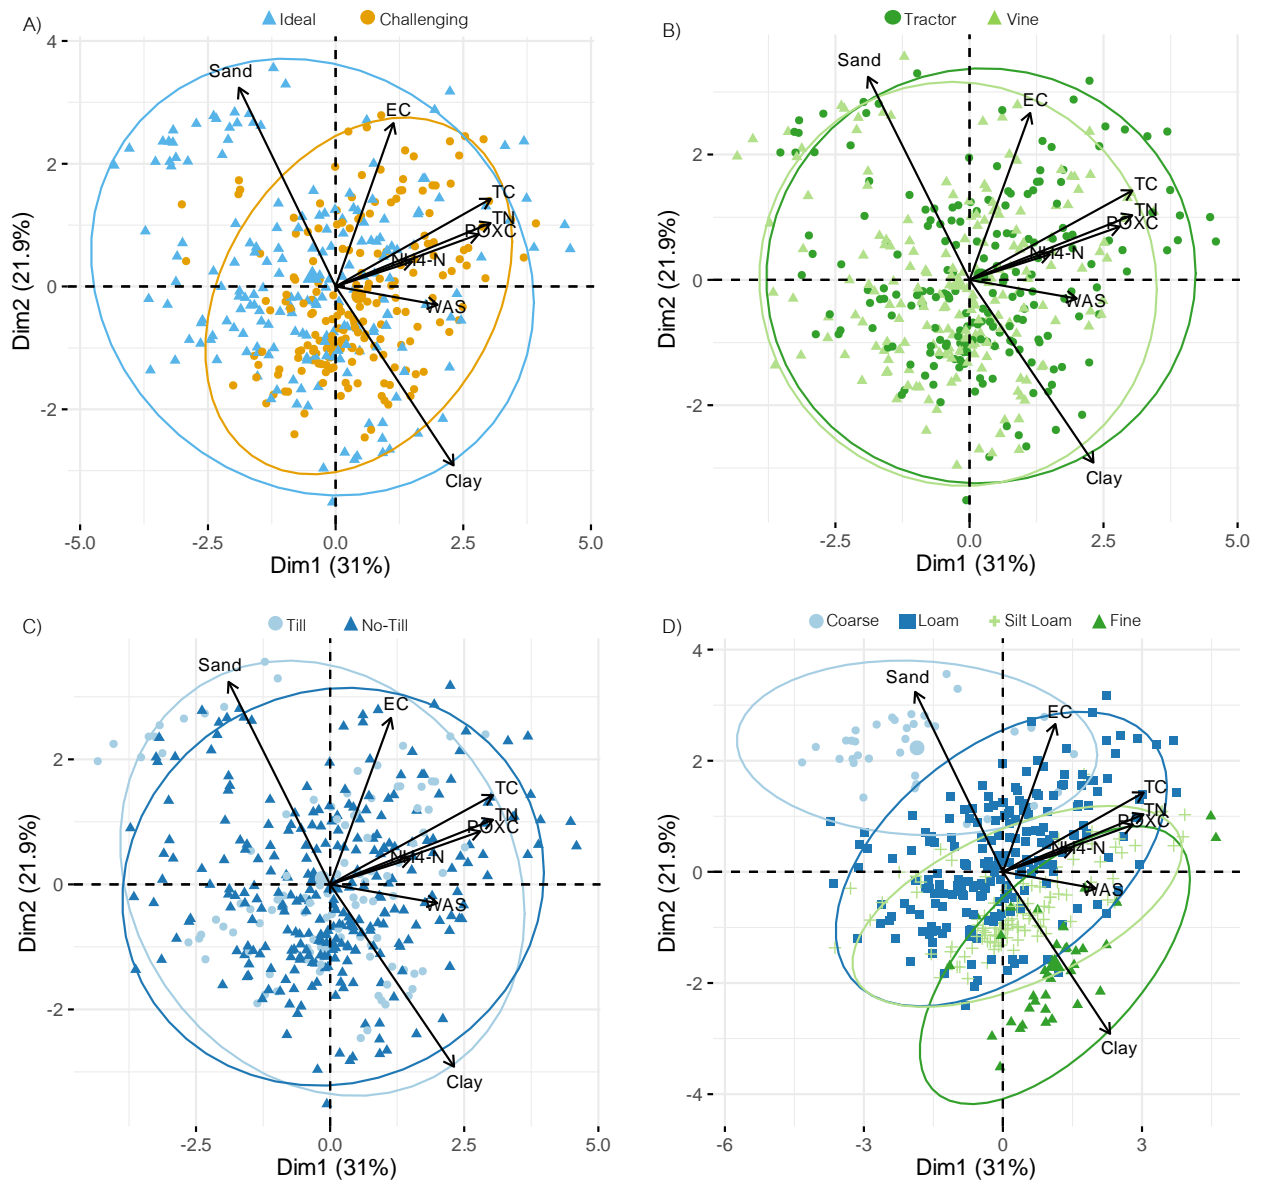 A)
Ideal
Challenging
4
2
0
-2
-5.0
-2.5
0.0
2.5
5.0
Dim1 (31%)
Dim2 (21.9%)
Sand
EC
TC
TN
POXC
NH4-N
WAS
Clay
B)
Tractor
Vine
2
0
-2
-2.5
0.0
2.5
5.0
Dim1 (31%)
Dim2 (21.9%)
Sand
EC
TC
TN
POXC
NH4-N
WAS
Clay
C)
Till
No-Till
2
0
-2
-2.5
0.0
2.5
5.0
Dim1 (31%)
Dim2 (21.9%)
Sand
EC
TC
TN
POXC
NH4-N
WAS
Clay
D)
Coarse
Loam
Silt Loam
Fine
4
2
0
-2
-4
-6
-3
0
3
Dim1 (31%)
Dim2 (21.9%)
Sand
EC
TC
TN
POXC
NH4-N
WAS
Clay